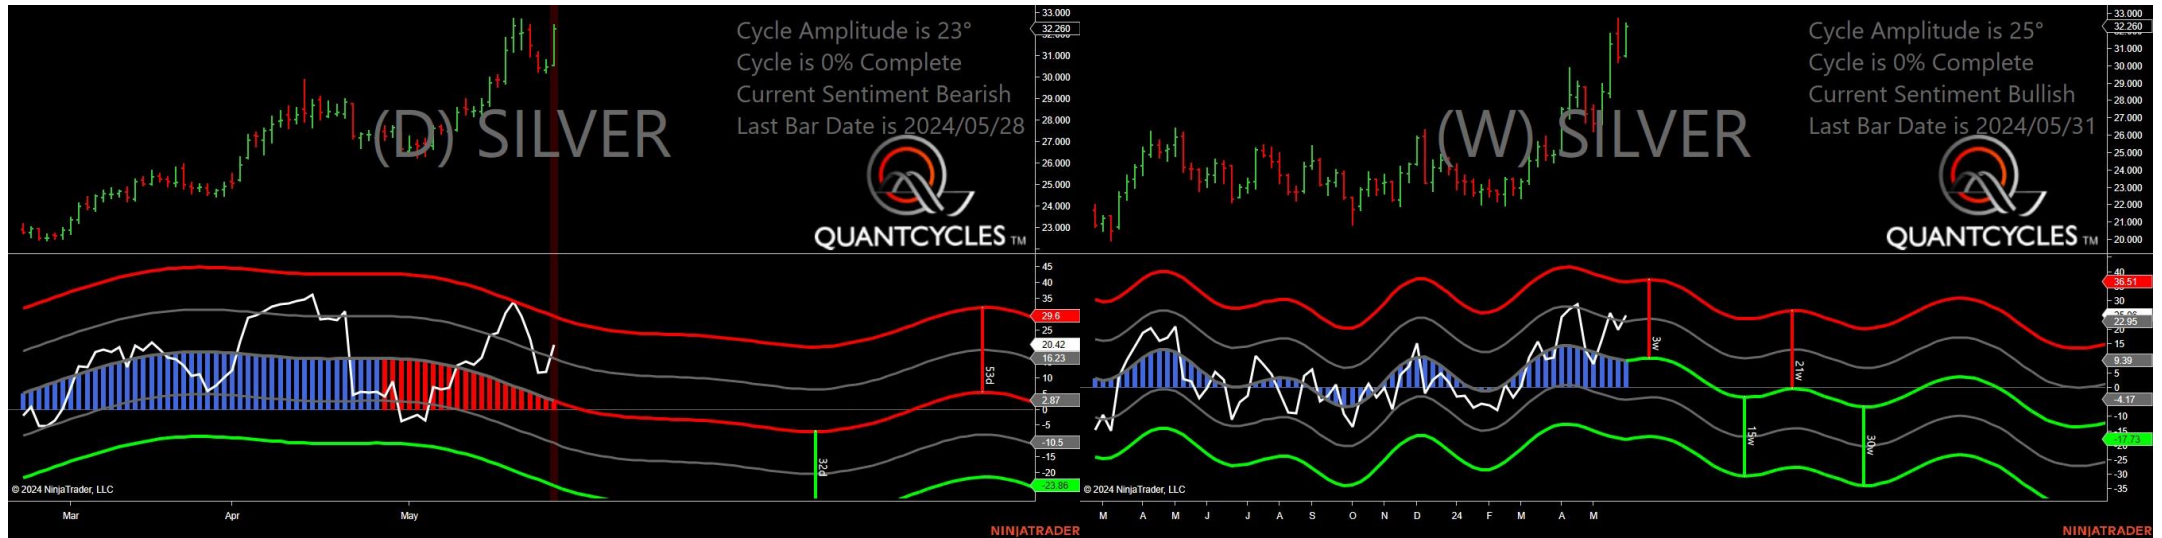 Cycle Amplitude is 23°
Cycle is 0% Complete
Current Sentiment Bearish
Last Bar Date is 2024/05/28
(D) SILVER
QUANTCYCLES TM
33.000
32.260
31.000
30.000
29.000
28.000
27.000
26.000
25.000
24.000
23.000
45
40
35
29.6
25
20.42
16.23
10
5
2.87
0
-5
-10.5
-15
-20
-23.86
53d
32d
© 2024 NinjaTrader, LLC
Mar Apr May
NINJATRADER
Cycle Amplitude is 25°
Cycle is 0% Complete
Current Sentiment Bullish
Last Bar Date is 2024/05/31
(W) SILVER
QUANTCYCLES TM
33.000
32.260
31.000
30.000
29.000
28.000
27.000
26.000
25.000
24.000
23.000
22.000
21.000
20.000
40
36.51
30
22.95
20
15
9.39
5
0
-4.17
-10
-17.73
-25
-30
-35
3w
21w
15w
30w
© 2024 NinjaTrader, LLC
M A M J J A S O N D 24 F M A M
NINJATRADER